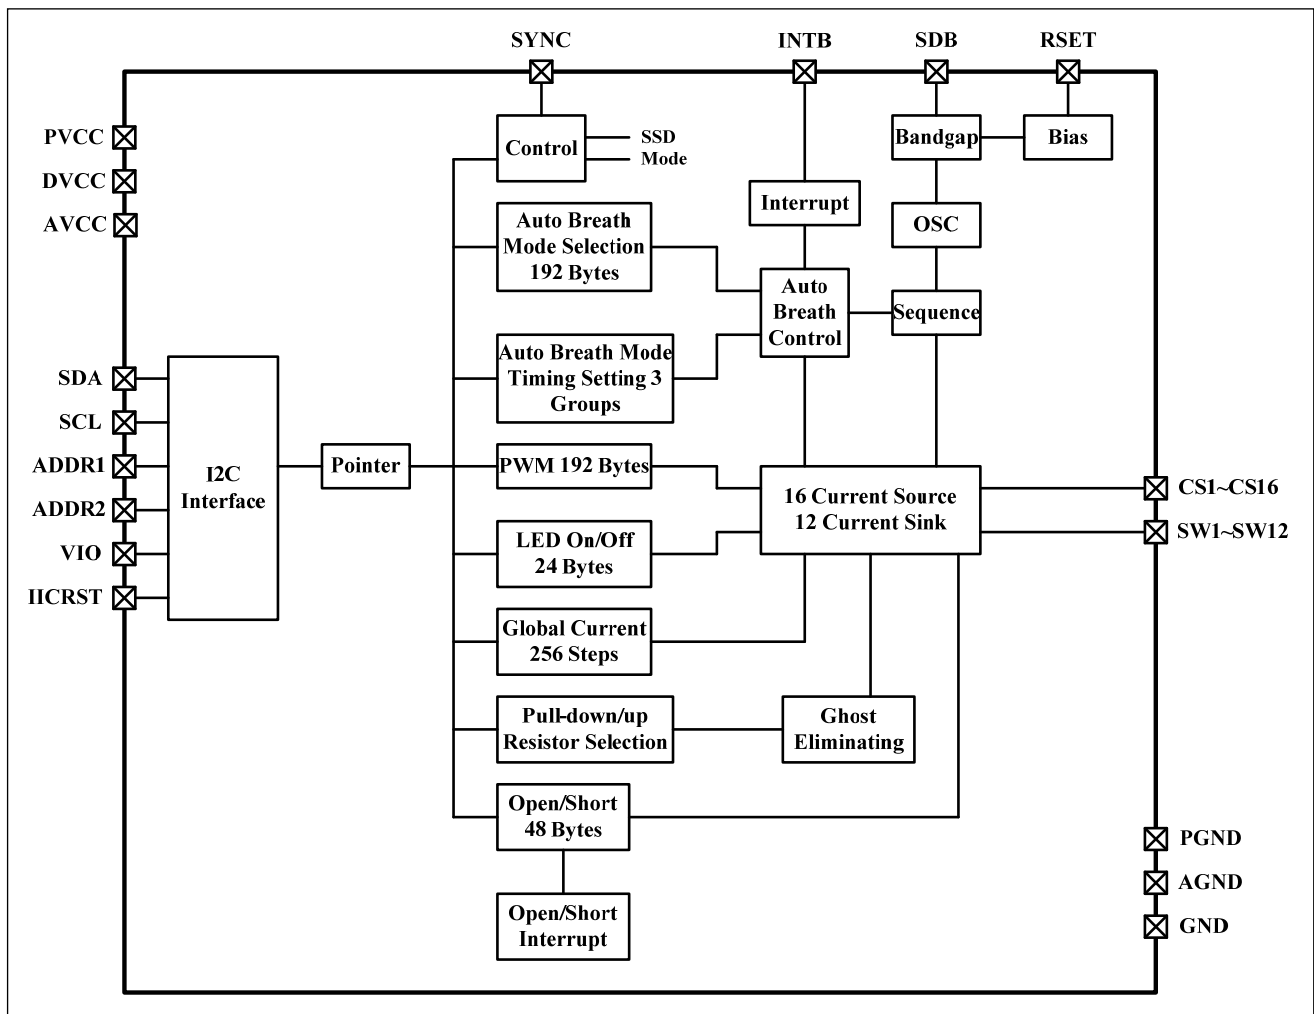 SYNC
INTB
SDB
RSET
PVCC
DVCC
AVCC
Control
SSD
Mode
Bandgap
Bias
Interrupt
OSC
Auto Breath
Mode Selection
192 Bytes
Auto
Breath
Control
Sequence
Auto Breath Mode
Timing Setting 3
Groups
SDA
SCL
ADDR1
ADDR2
VIO
IICRST
I2C
Interface
Pointer
PWM 192 Bytes
16 Current Source
12 Current Sink
CS1~CS16
SW1~SW12
LED On/Off
24 Bytes
Global Current
256 Steps
Pull-down/up
Resistor Selection
Ghost
Eliminating
Open/Short
48 Bytes
Open/Short
Interrupt
PGND
AGND
GND